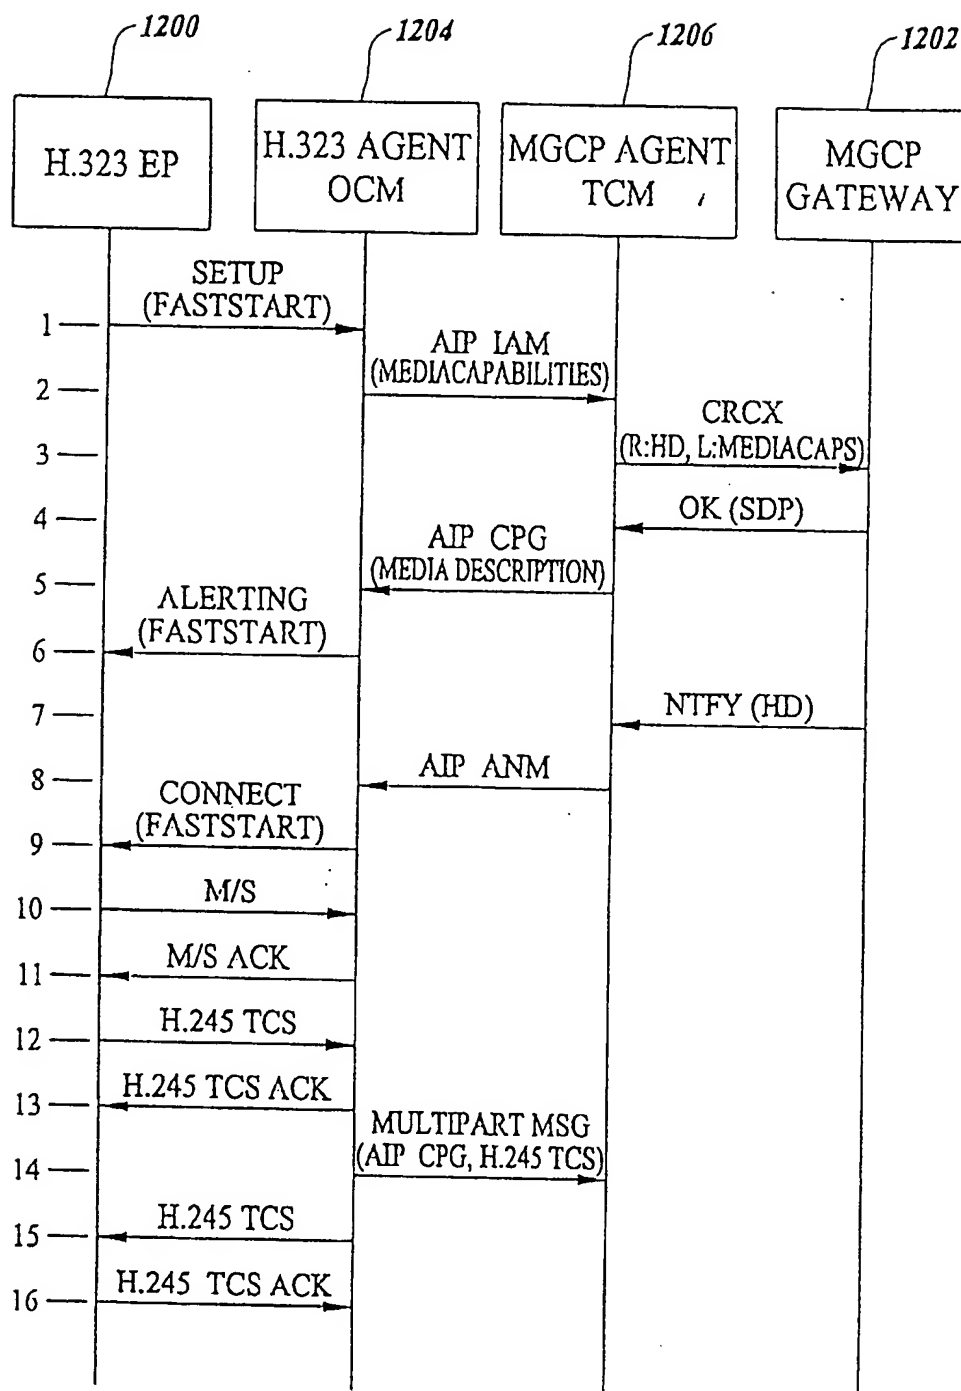 1200
1204
1206
1202
H.323 EP
H.323 AGENT
OCM
MGCP AGENT
TCM
MGCP
GATEWAY
SETUP
(FASTSTART)
1
AIP IAM
(MEDIACAPABILITIES)
2
CRCX
(R:HD, L:MEDIACAPS)
3
OK (SDP)
4
AIP CPG
(MEDIA DESCRIPTION)
5
ALERTING
(FASTSTART)
6
NTFY (HD)
7
AIP ANM
8
CONNECT
(FASTSTART)
9
M/S
10
M/S ACK
11
H.245 TCS
12
H.245 TCS ACK
13
MULTIPART MSG
(AIP CPG, H.245 TCS)
14
H.245 TCS
15
H.245 TCS ACK
16